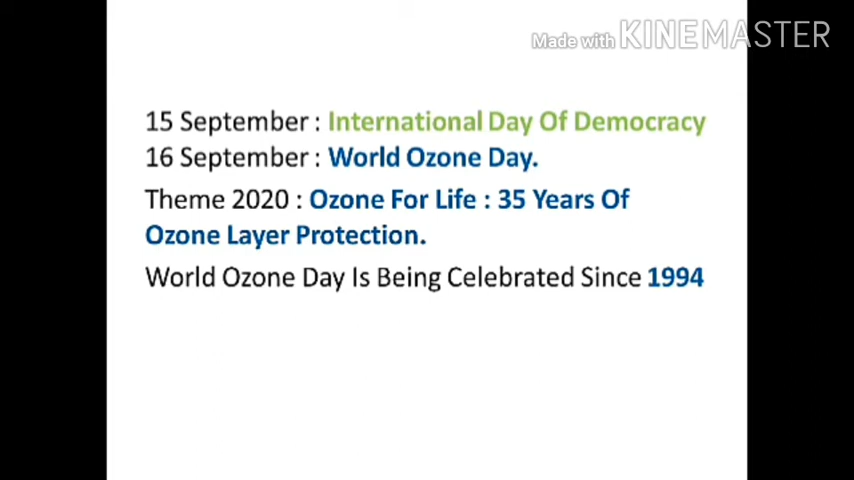 Made with KINEMASTER
15 September : International Day Of Democracy
16 September : World Ozone Day.
Theme 2020 : Ozone For Life : 35 Years Of
Ozone Layer Protection.
World Ozone Day Is Being Celebrated Since 1994